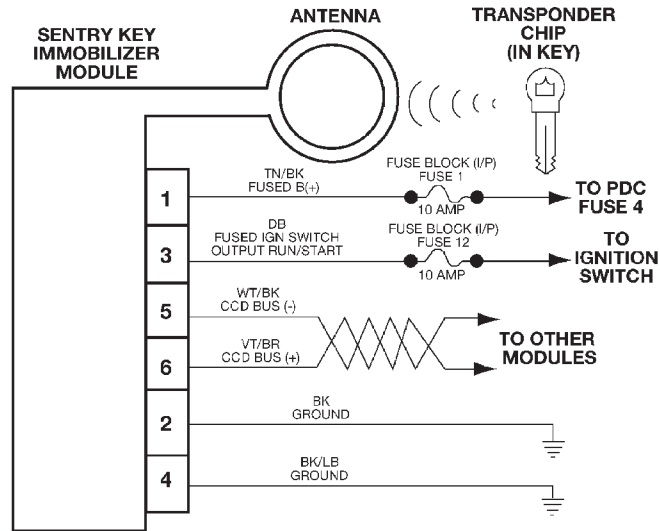 SENTRY KEY
IMMOBILIZER
MODULE
ANTENNA
TRANSPONDER
CHIP
(IN KEY)
1
TN/BK
FUSED B(+)
FUSE BLOCK (I/P)
FUSE 1
10 AMP
TO PDC
FUSE 4
3
DB
FUSED IGN SWITCH
OUTPUT RUN/START
FUSE BLOCK (I/P)
FUSE 12
10 AMP
TO
IGNITION
SWITCH
5
WT/BK
CCD BUS (-)
6
VT/BR
CCD BUS (+)
TO OTHER
MODULES
2
BK
GROUND
4
BK/LB
GROUND